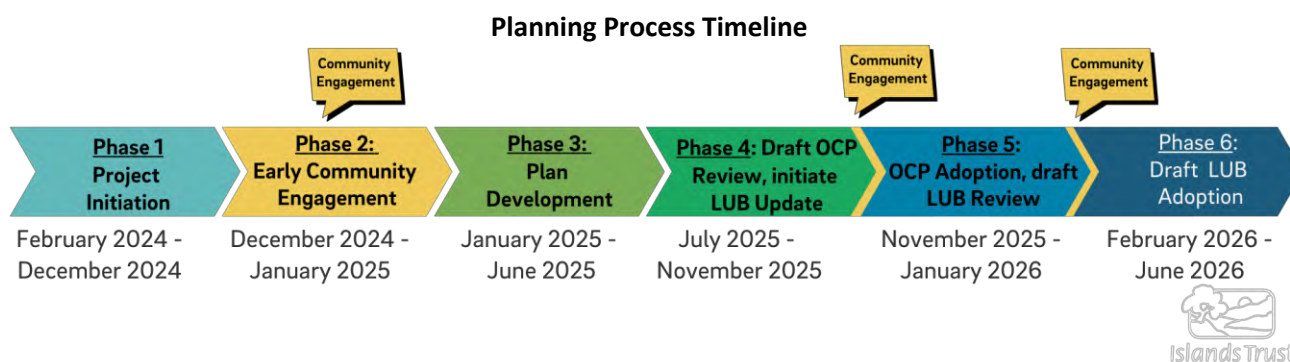 Planning Process Timeline
Community
Engagement
Community
Engagement
Community
Engagement
Phase 1
Project
Initiation
Phase 2:
Early Community
Engagement
Phase 3:
Plan
Development
Phase 4: Draft OCP
Review, initiate
LUB Update
Phase 5:
OCP Adoption, draft
LUB Review
Phase 6:
Draft LUB
Adoption
February 2024 -
December 2024
December 2024 -
January 2025
January 2025 -
June 2025
July 2025 -
November 2025
November 2025 -
January 2026
February 2026 -
June 2026
Islands Trust